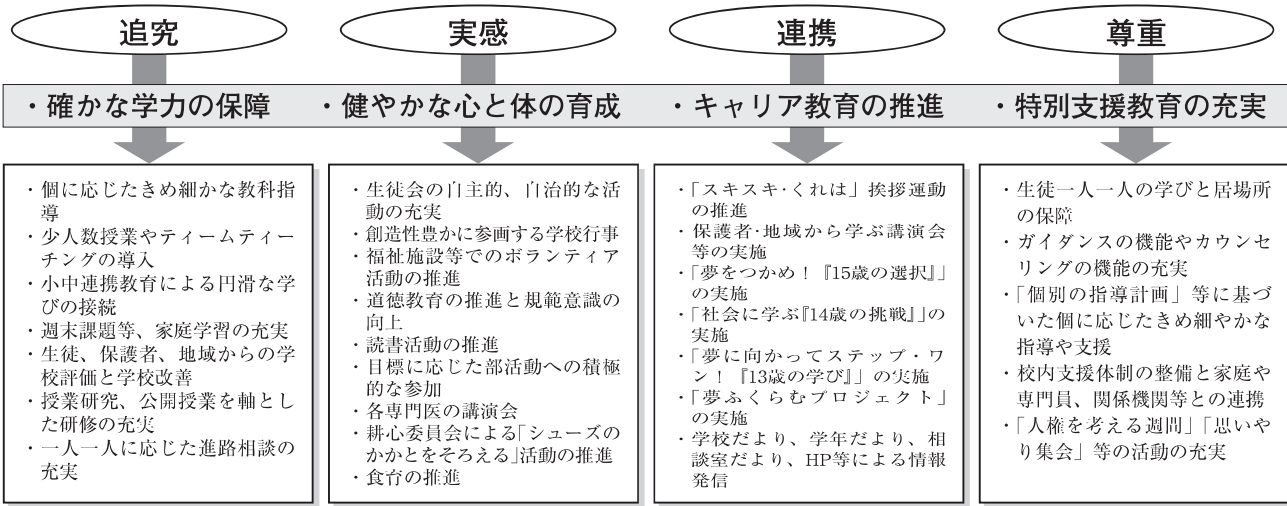 追究
・確かな学力の保障
・個に応じたきめ細かな教科指
導
・少人数授業やティームティー
チングの導入
・小中連携教育による円滑な学
びの接続
・週末課題等、家庭学習の充実
・生徒、保護者、地域からの学
校評価と学校改善
・授業研究、公開授業を軸とし
た研修の充実
・一人一人に応じた進路相談の
充実
実感
・健やかな心と体の育成
・生徒会の自主的、自治的な活
動の充実
・創造性豊かに参画する学校行事
・福祉施設等でのボランティア
活動の推進
・道徳教育の推進と規範意識の
向上
・読書活動の推進
・目標に応じた部活動への積極
的な参加
・各専門医の講演会
・耕心委員会による「シューズの
かかとをそろえる」活動の推進
・食育の推進
連携
・キャリア教育の推進
・「スキスキ・くれは」挨拶運動
の推進
・保護者・地域から学ぶ講演会
等の実施
・「夢をつかめ！『15歳の選択』」
の実施
・「社会に学ぶ『14歳の挑戦』」の
実施
・「夢に向かってステップ・ワ
ン！『13歳の学び』」の実施
・「夢ふくらむプロジェクト」
の実施
・学校だより、学年だより、相
談室だより、HP等による情報
発信
尊重
・特別支援教育の充実
・生徒一人一人の学びと居場所
の保障
・ガイダンスの機能やカウンセ
リングの機能の充実
・「個別の指導計画」等に基づ
いた個に応じたきめ細やかな
指導や支援
・校内支援体制の整備と家庭や
専門員、関係機関等との連携
・「人権を考える週間」「思いや
り集会」等の活動の充実